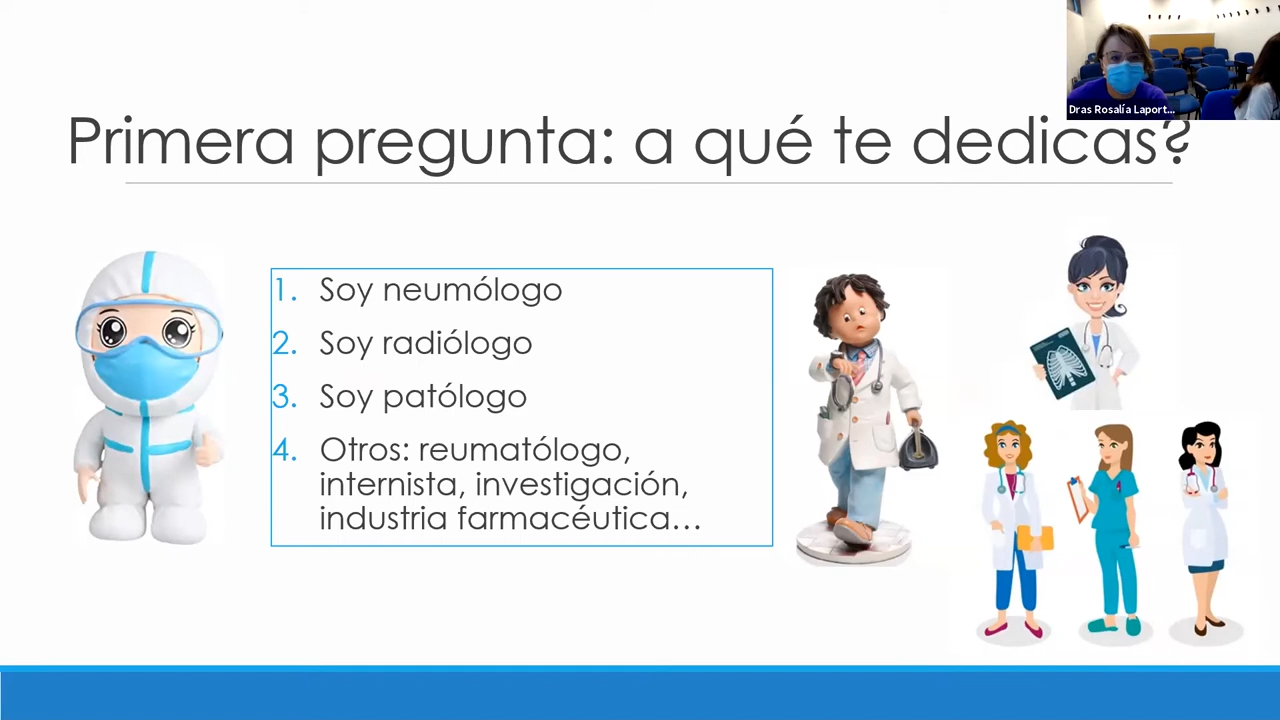 Dras Rosalía Laport...
Primera pregunta: a qué te dedicas?
1. Soy neumólogo
2. Soy radiólogo
3. Soy patólogo
4. Otros: reumatólogo,
internista, investigación,
industria farmacéutica...